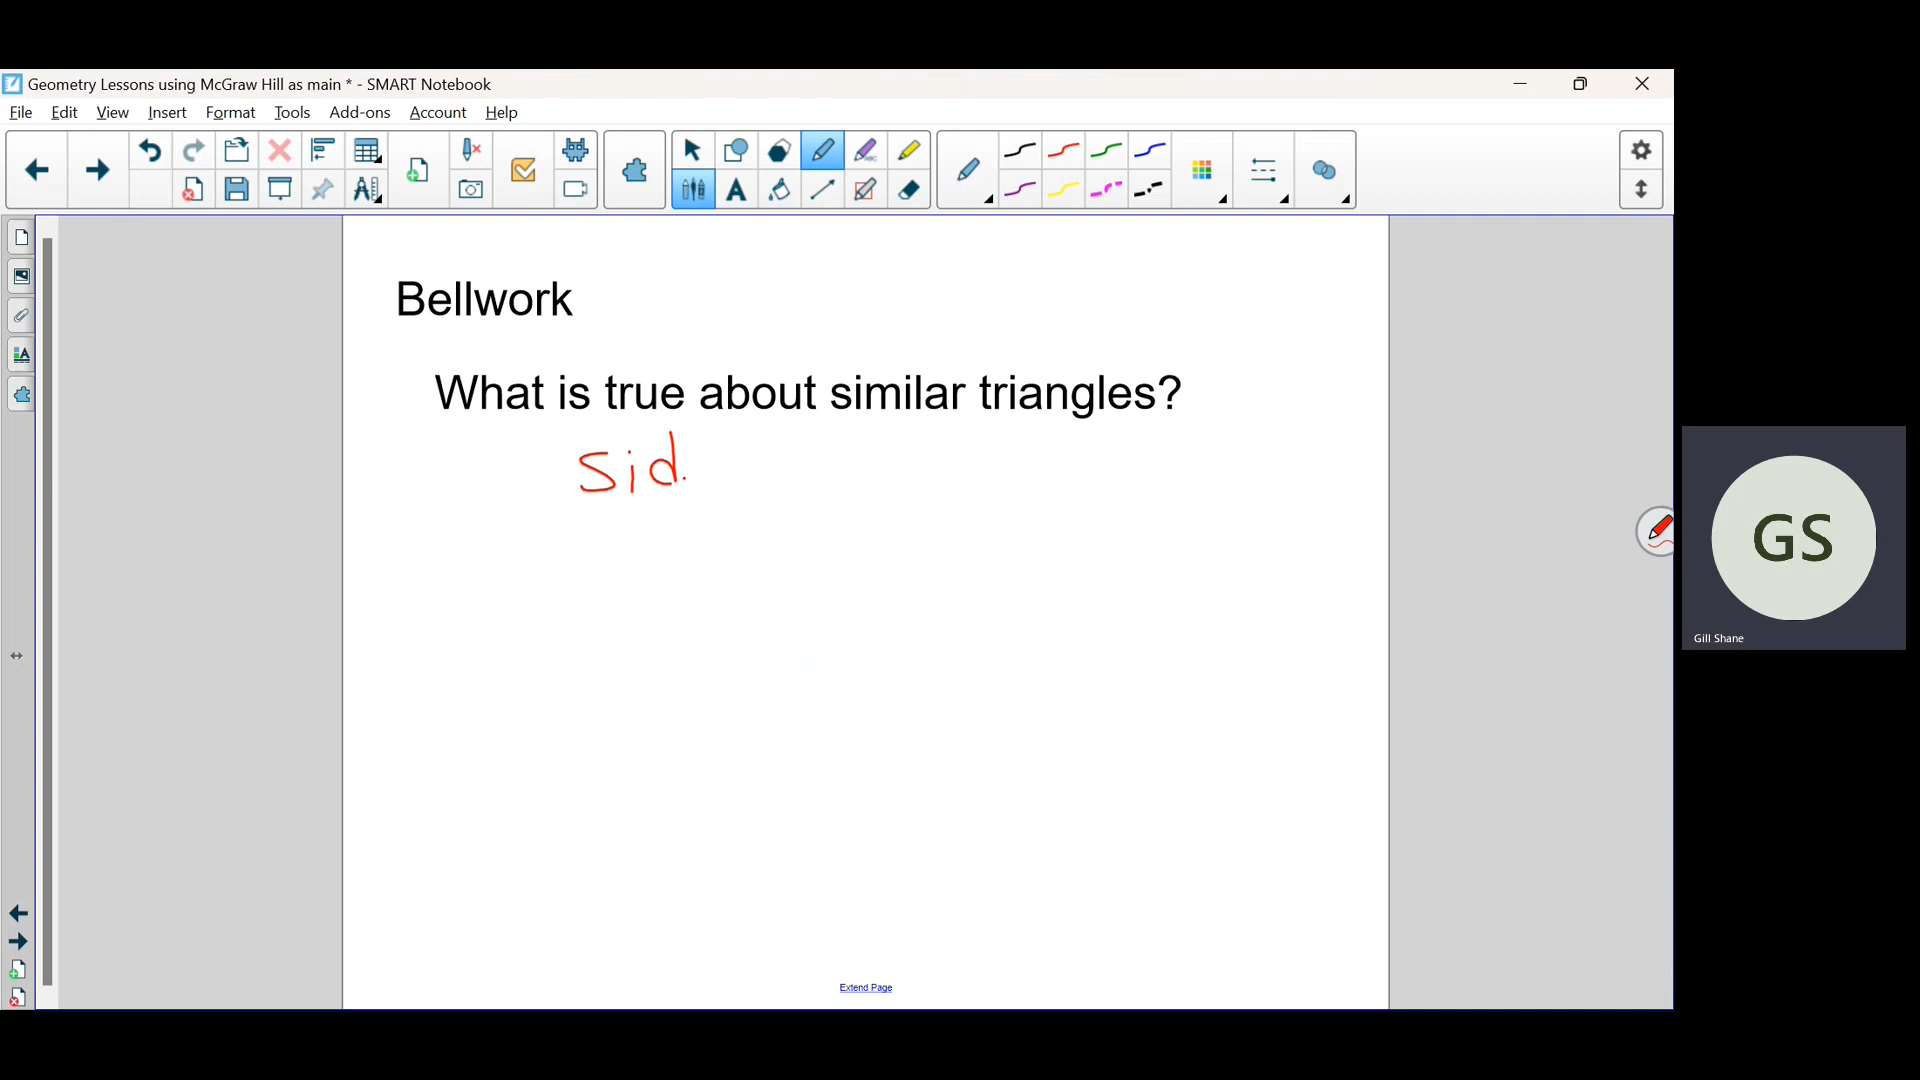 Geometry Lessons using McGraw Hill as main * - SMART Notebook
File Edit View Insert Format Tools Add-ons Account Help
Bellwork
What is true about similar triangles?
Sid
GS
Gill Shane
Extend Page